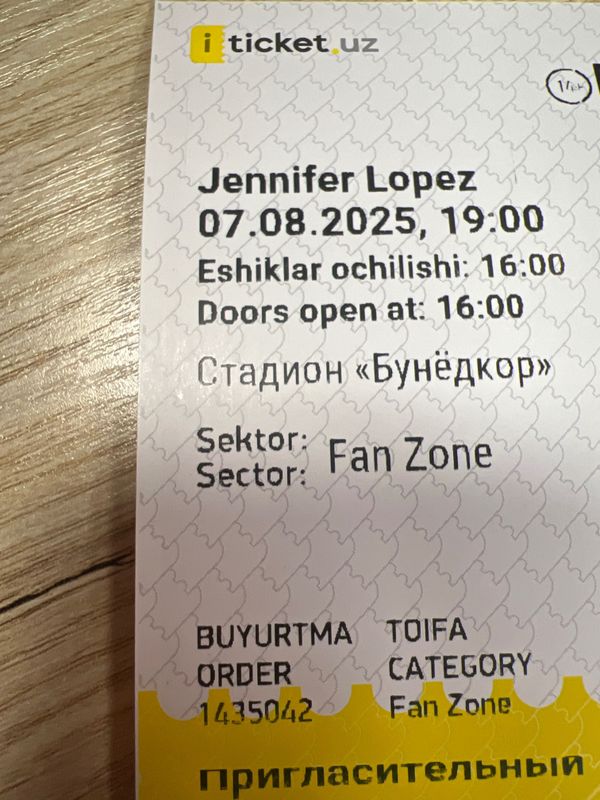 iticket.uz
Jennifer Lopez
07.08.2025, 19:00
Eshiklar ochilishi: 16:00
Doors open at: 16:00
Стадион «Бунёдкор»
Sektor: Fan Zone
Sector:
BUYURTMA TOIFA
ORDER CATEGORY
1435042 Fan Zone
Пригласительный